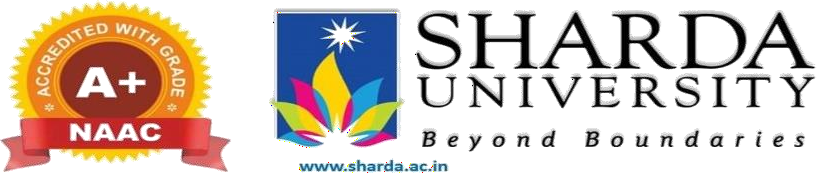 ACCREDITED WITH GRADE
A+
NAAC
SHARDA
UNIVERSITY
Beyond Boundaries
www.sharda.ac.in